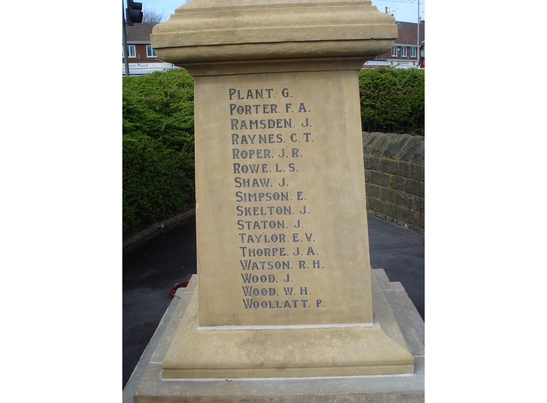 PLANT. G.
PORTER. F. A.
RAMSDEN. J.
RAYNES. C. T.
ROPER. J. R.
ROWE. L. S.
SHAW. J.
SIMPSON. E.
SKELTON. J.
STATON. J.
TAYLOR. E. V.
THORPE. J. A.
WATSON. R. H.
WOOD. J.
WOOD. W. H.
WOOLLATT. P.